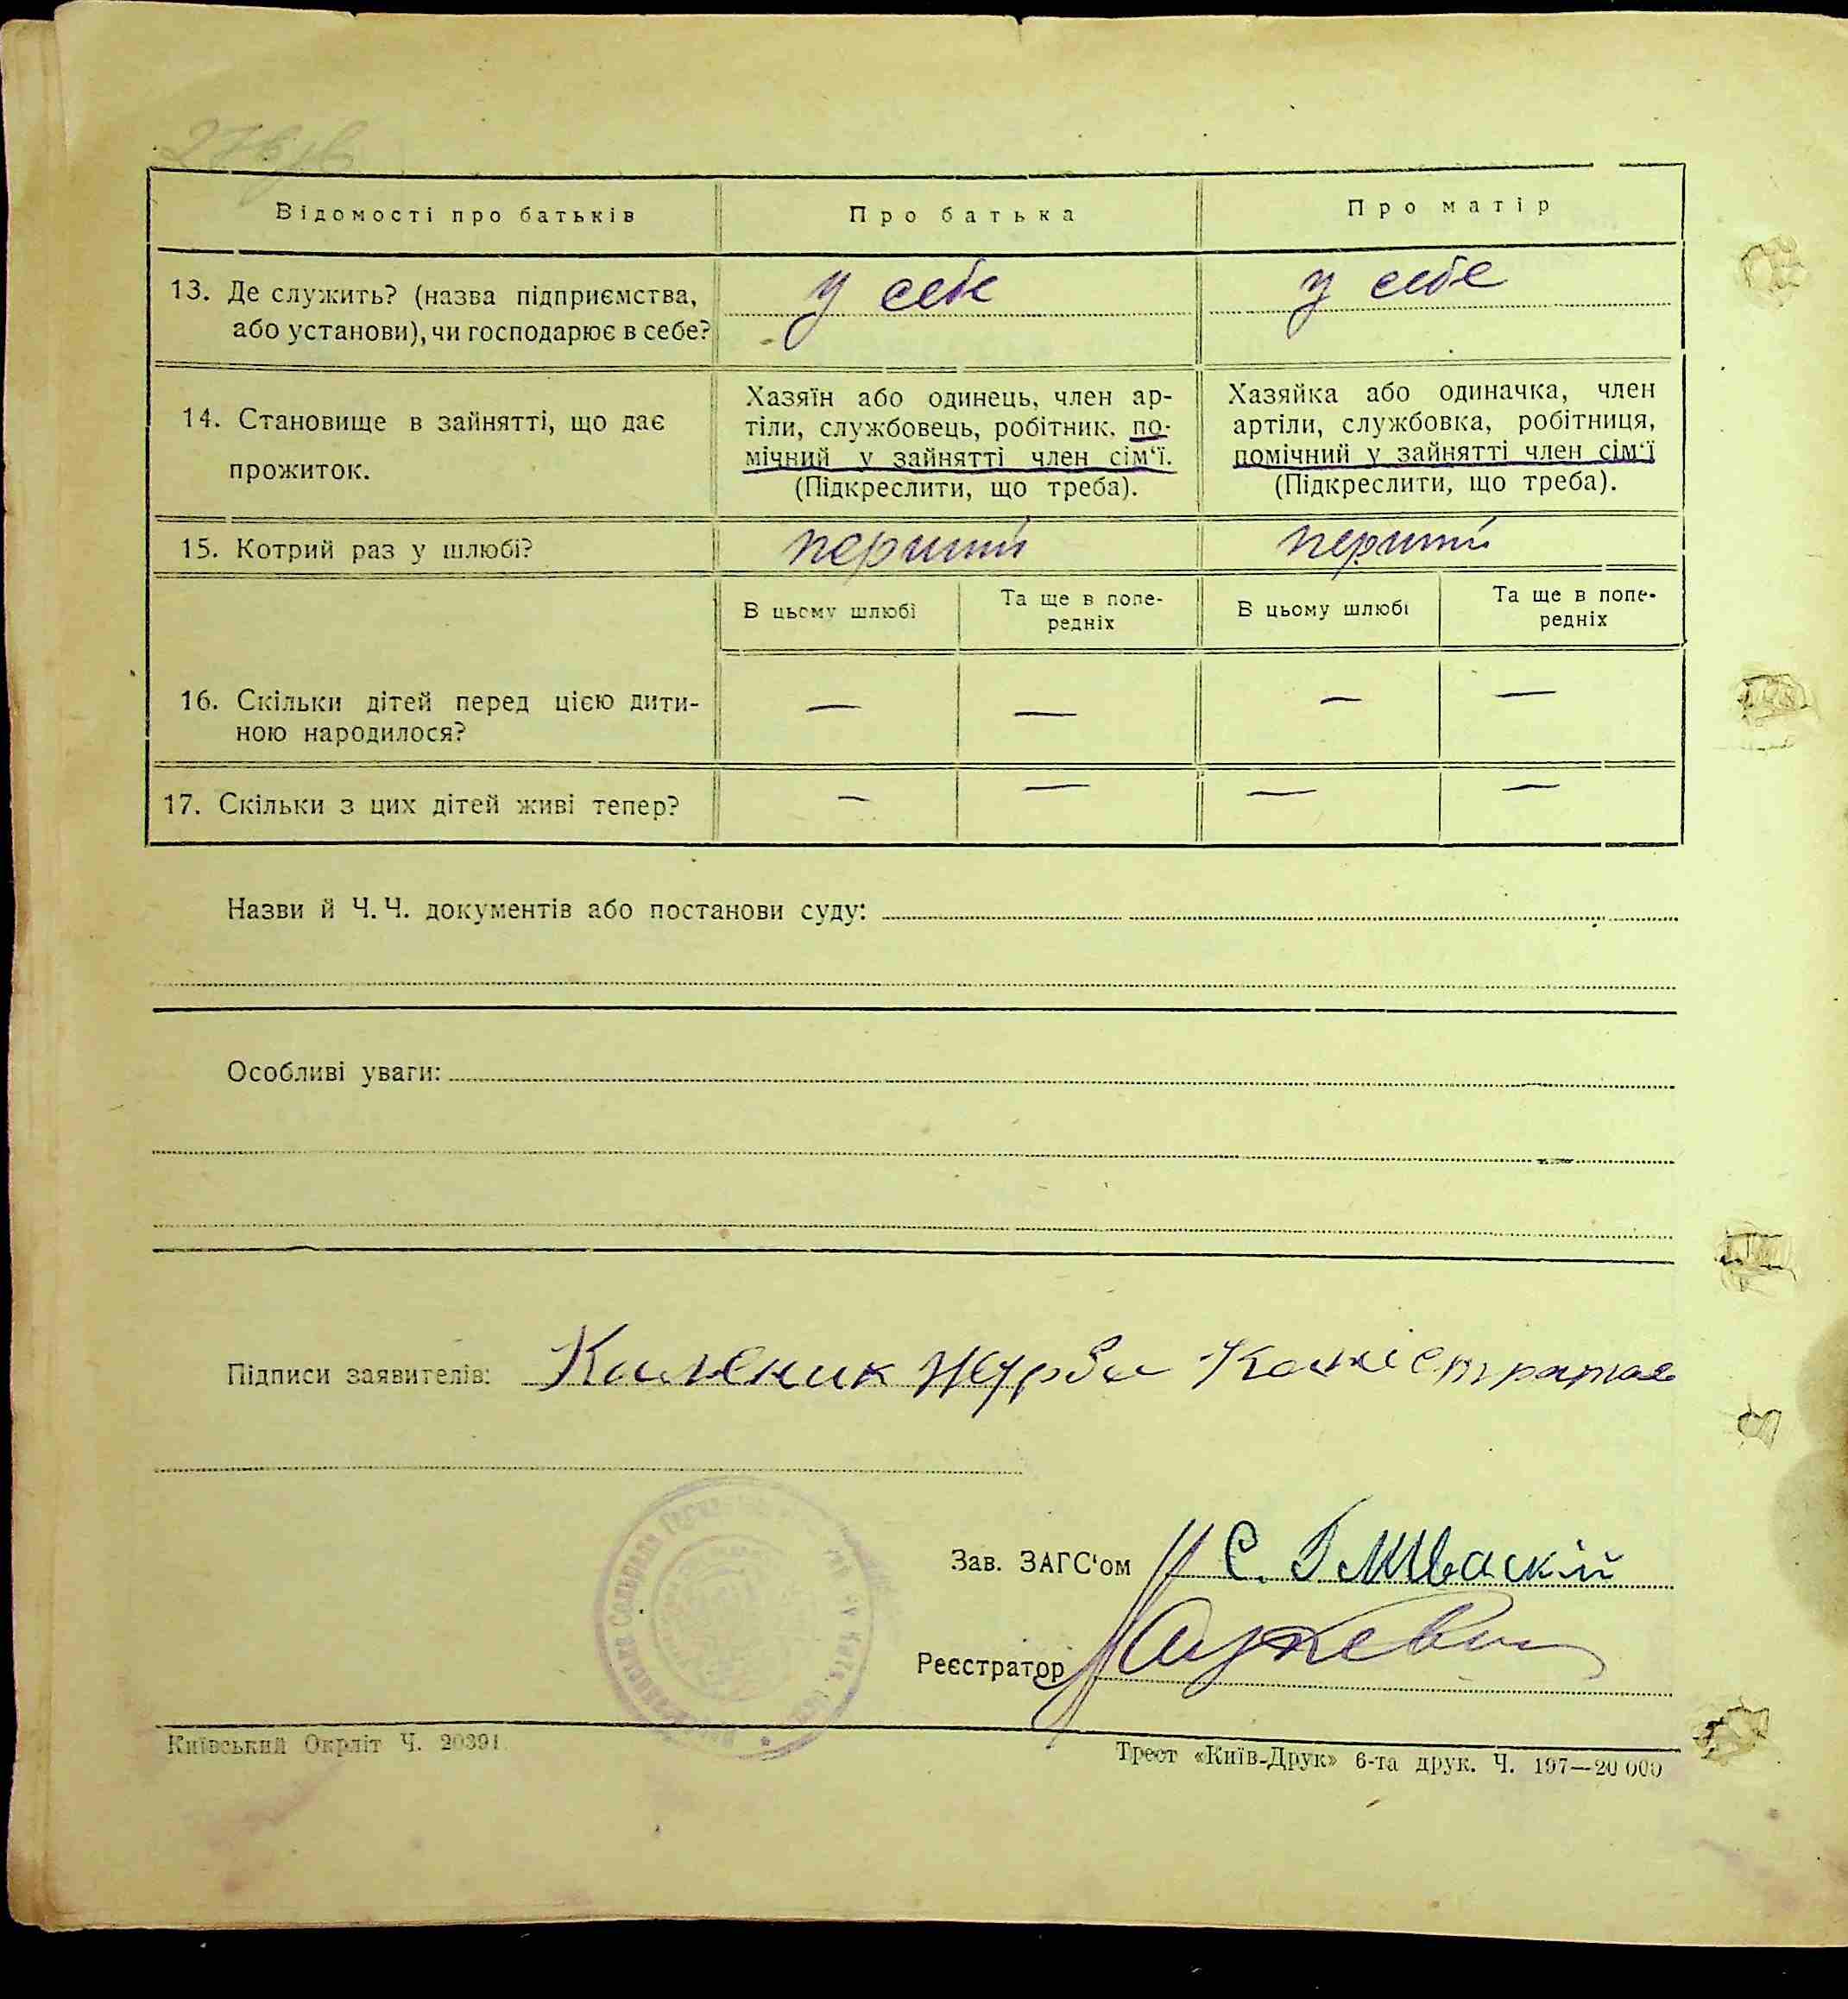 Відомості про батьків
Про батька
Про матір
13. Де служить? (назва підприємства,
або установи), чи господарює в себе?
у себе
у себе
14. Становище в зайнятті, що дає
прожиток.
Хазяїн або одинець, член ар-
тіли, службовець, робітник, по-
мічний у зайнятті член сім'ї.
(Підкреслити, що треба).
Хазяйка або одиначка, член
артіли, службовка, робітниця,
помічний у зайнятті член сім'ї
(Підкреслити, що треба).
15. Котрий раз у шлюбі?
перший
перший
В цьому шлюбі
Та ще в попе-
редніх
В цьому шлюбі
Та ще в попе-
редніх
16. Скільки дітей перед цією дити-
ною народилося?
— — — —
17. Скільки з цих дітей живі тепер?
— — — —
Назви й Ч. Ч. документів або постанови суду:
Особливі уваги:
Підписи заявителів: Каленик Журба
Зав. ЗАГС'ом
Реєстратор
Київський Окрліт Ч. 20391
Трест «Київ-Друк» 6-та друк. Ч. 197—20 000